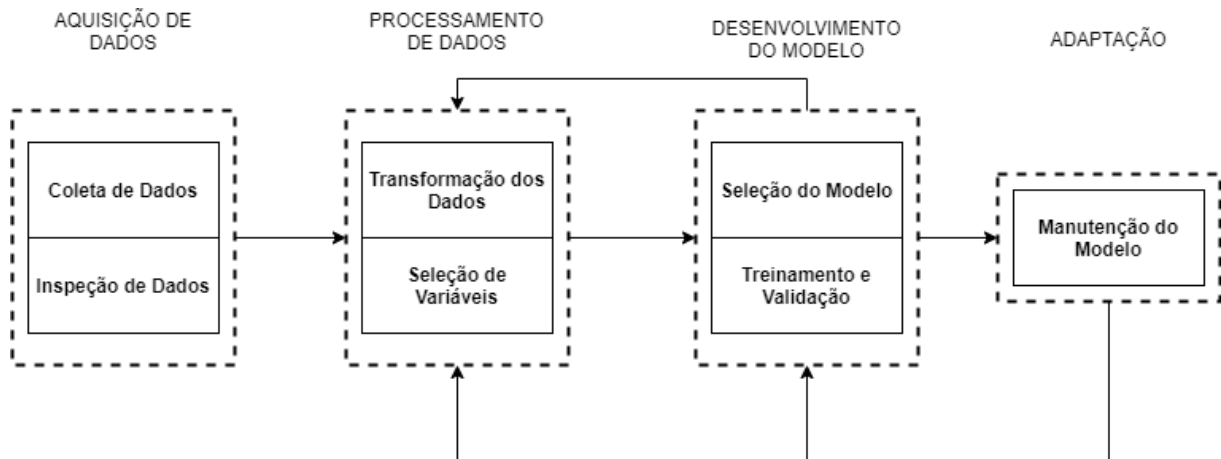 AQUISIÇÃO DE
DADOS
PROCESSAMENTO
DE DADOS
DESENVOLVIMENTO
DO MODELO
ADAPTAÇÃO
Coleta de Dados
Inspeção de Dados
Transformação dos
Dados
Seleção de
Variáveis
Seleção do Modelo
Treinamento e
Validação
Manutenção do
Modelo